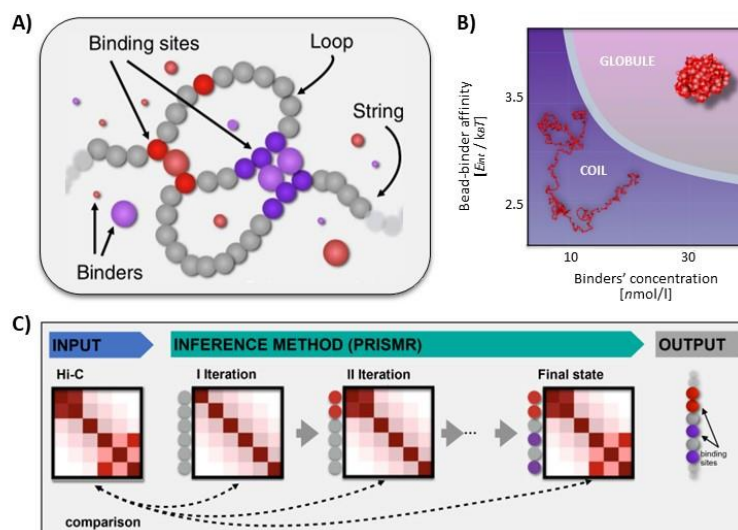 A)
Binding sites
Loop
String
Binders
B)
Bead-binder affinity
[Eint / kBT]
3.5
2.5
GLOBULE
COIL
10
30
Binders' concentration
[nmol/l]
C)
INPUT
INFERENCE METHOD (PRISMR)
OUTPUT
Hi-C
I Iteration
II Iteration
Final state
...
binding
sites
comparison